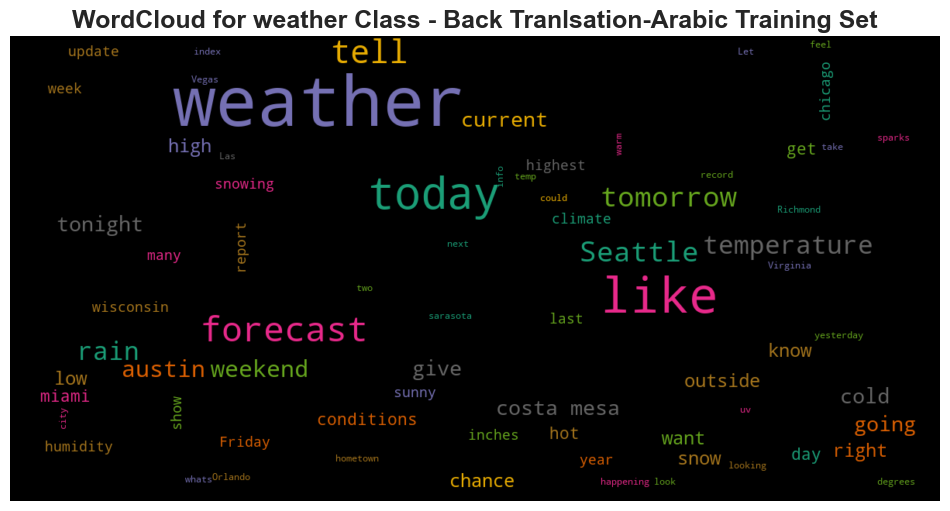 WordCloud for weather Class - Back Tranlsation-Arabic Training Set
update
index
tell
Let
feel
week
Vegas
weather
current
chicago
high
Las
snowing
highest
warm
get
take
sparks
info
temp
record
today
could
tomorrow
Richmond
tonight
climate
many
report
next
Seattle
temperature
Virginia
two
like
wisconsin
sarasota
last
forecast
yesterday
rain
know
austin
weekend
give
low
outside
miami
sunny
cold
city
show
costa mesa
uv
conditions
going
humidity
Friday
inches
hot
want
right
hometown
year
snow
looking
day
whats
Orlando
chance
happening
look
degrees